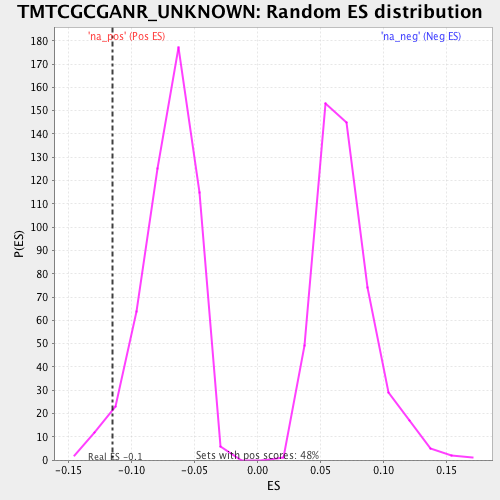 TMTCGCGANR_UNKNOWN: Random ES distribution
'na_pos' (Pos ES)
'na_neg' (Neg ES)
P(ES)
180
170
160
150
140
130
120
110
100
90
80
70
60
50
40
30
20
10
0
Real ES -0.1
Sets with pos scores: 48%
-0.15 -0.10 -0.05 0.00 0.05 0.10 0.15
ES